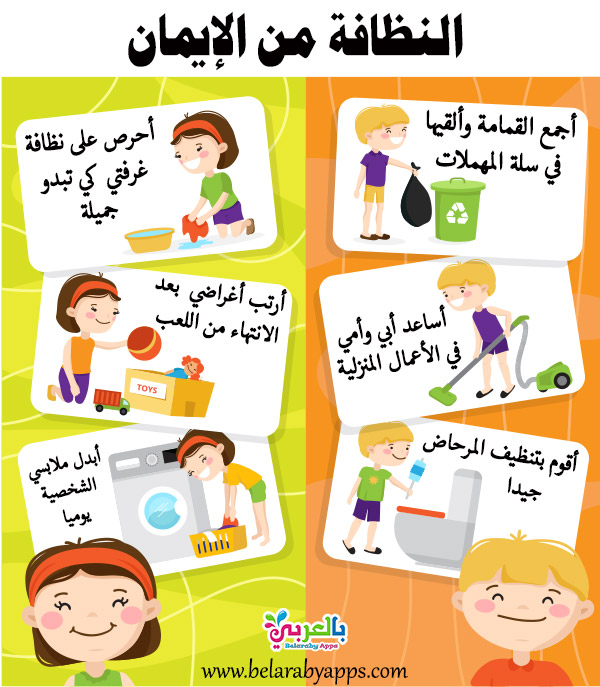 النظافة من الإيمان
أجمع القمامة وألقيها
في سلة المهملات
أحرص على نظافة
غرفتي كي تبدو
جميلة
أساعد أبي وأمي
في الأعمال المنزلية
أرتب أغراضي بعد
الانتهاء من اللعب
TOYS
أقوم بتنظيف المرحاض
جيدا
أبدل ملابسي
الشخصية
يوميا
بالعربي
Belaraby Apps
www.belarabyapps.com